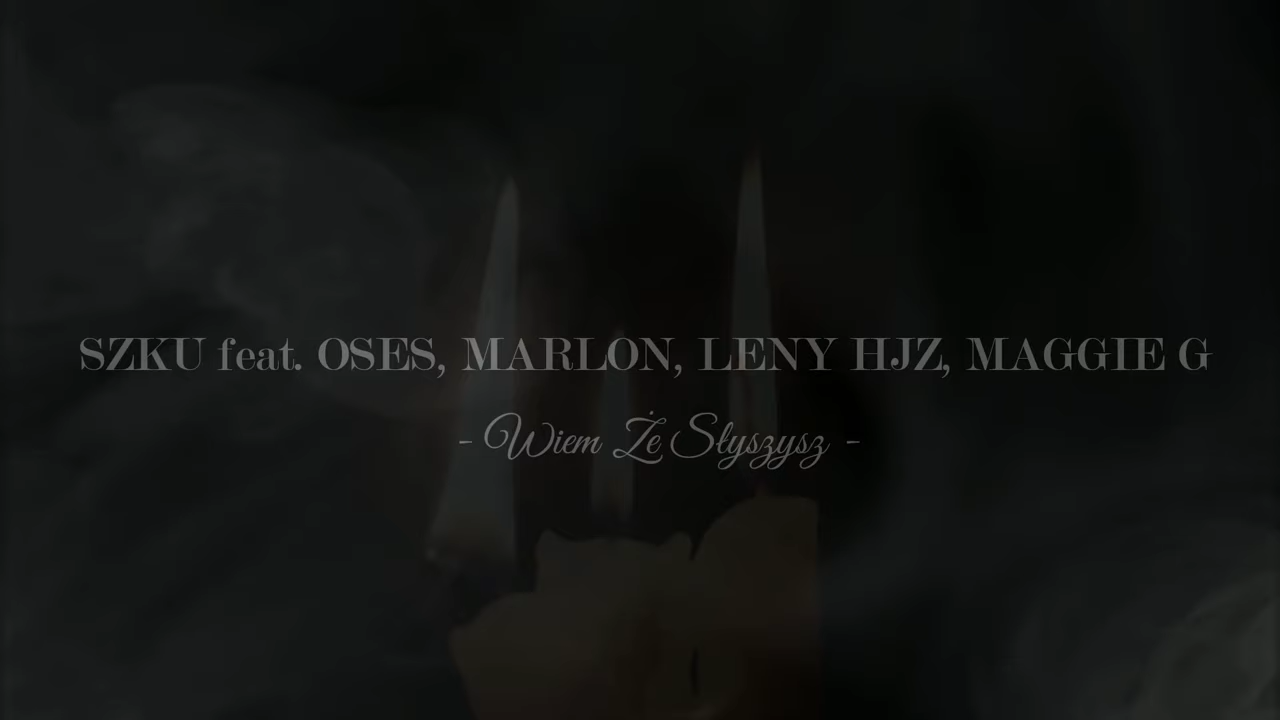 SZKU feat. OSES, MARLON, LENY HJZ, MAGGIE G
- Wiem Że Słyszysz -